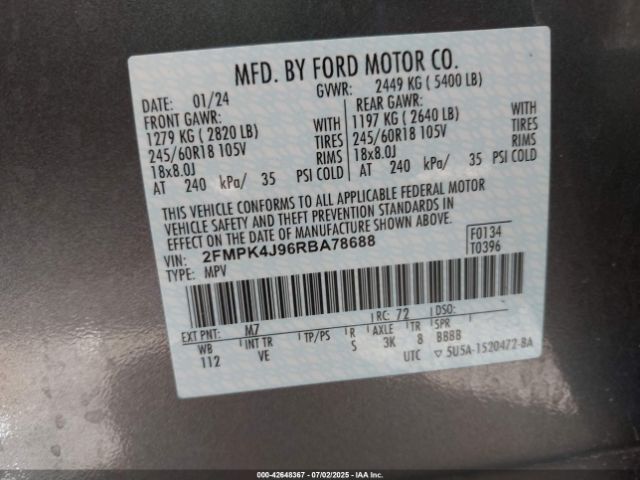 MFD. BY FORD MOTOR CO.
DATE: 01/24 GVWR: 2449 KG ( 5400 LB)
FRONT GAWR: REAR GAWR:
1279 KG ( 2820 LB) WITH 1197 KG ( 2640 LB) WITH
245/60R18 105V TIRES 245/60R18 105V TIRES
18x8.0J RIMS 18x8.0J RIMS
AT 240 kPa/ 35 PSI COLD AT 240 kPa/ 35 PSI COLD
THIS VEHICLE CONFORMS TO ALL APPLICABLE FEDERAL MOTOR
VEHICLE SAFETY AND THEFT PREVENTION STANDARDS IN
EFFECT ON THE DATE OF MANUFACTURE SHOWN ABOVE.
VIN: 2FMPK4J96RBA78688 F0134
TYPE: MPV T0396
EXT PNT: M7 RC: 72 DSO:
WB INT TR TP/PS R AXLE TR SPR
112 VE S 3K 8 BBBB
UTC ▽ 5U5A-1520472-BA
000-42648367 - 07/02/2025 - IAAI.com